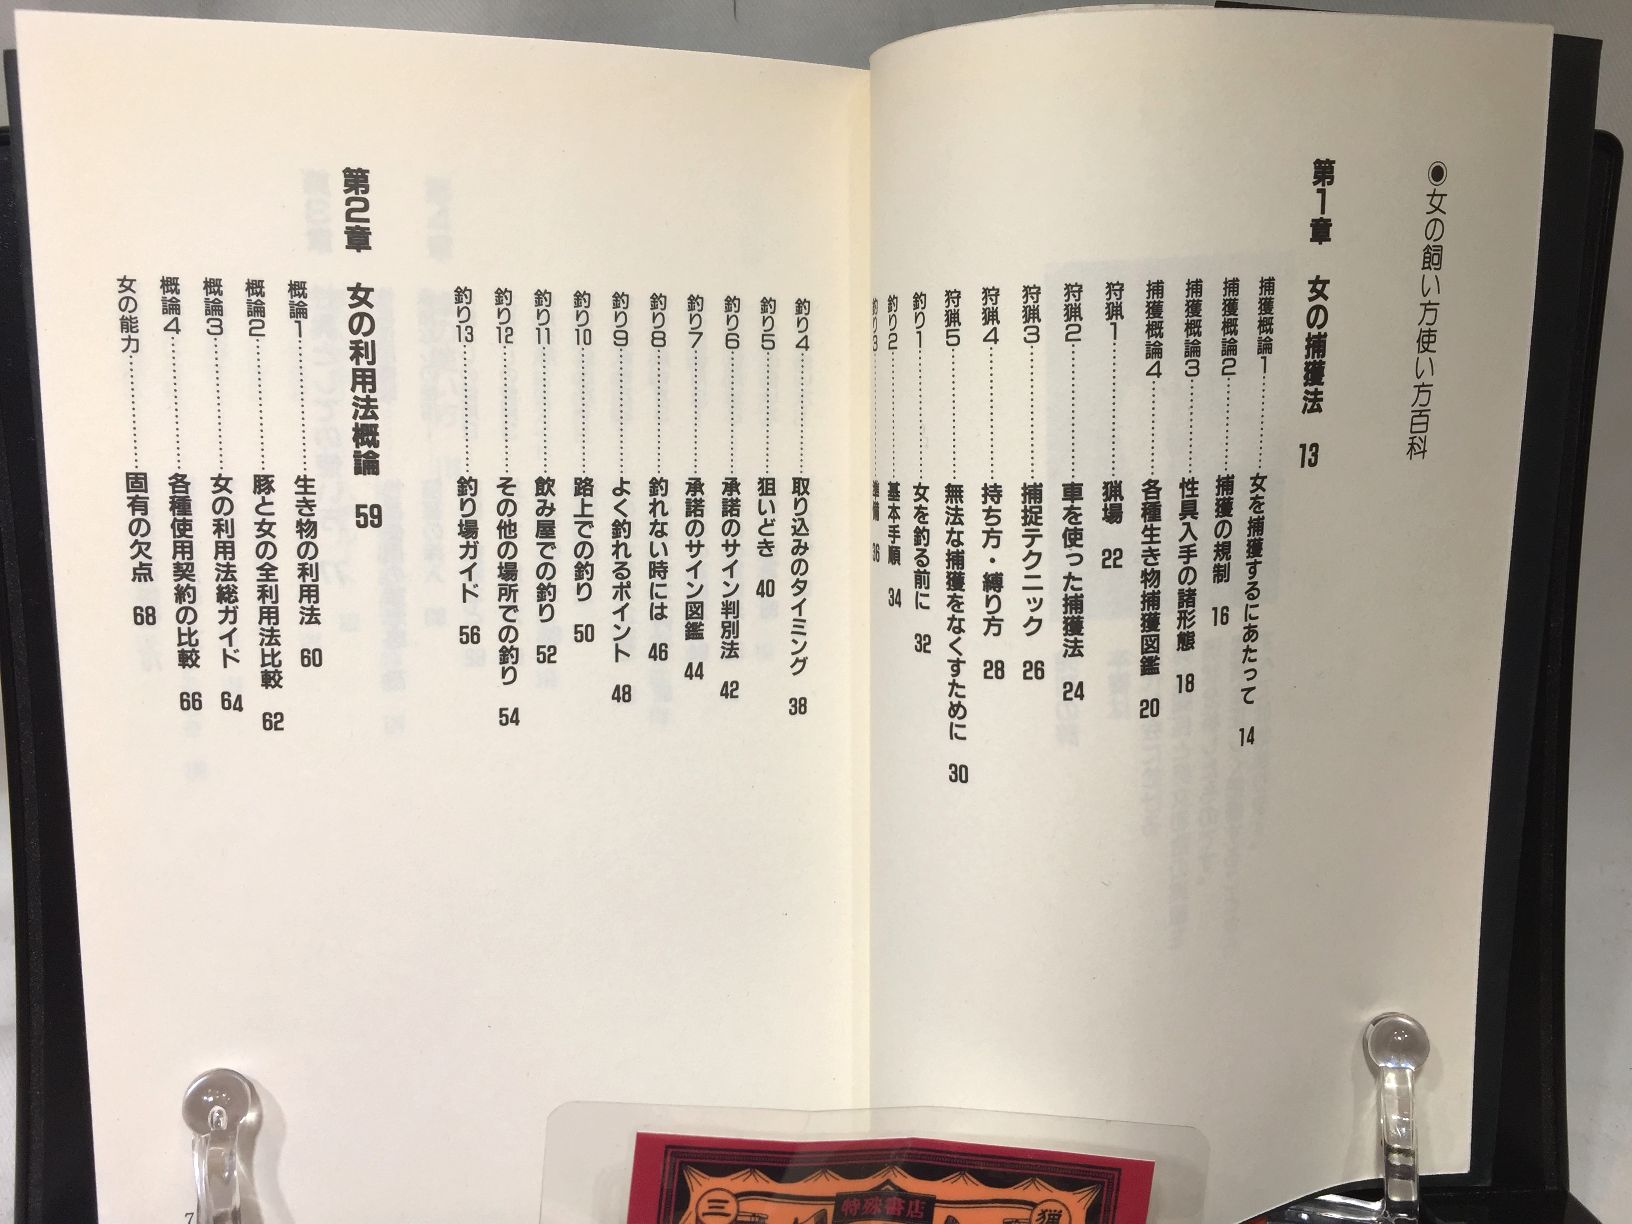 ◉女の飼い方使い方百科
第1章 女の捕獲法 13
捕獲概論1…………女を捕獲するにあたって 14
捕獲概論2…………捕獲の規制 16
捕獲概論3…………性具入手の諸形態 18
捕獲概論4…………各種生き物捕獲図鑑 20
狩猟1…………猟場 22
狩猟2…………車を使った捕獲法 24
狩猟3…………捕捉テクニック 26
狩猟4…………持ち方・縛り方 28
狩猟5…………無法な捕獲をなくすために 30
釣り1…………女を釣る前に 32
釣り2…………基本手順 34
釣り3…………準備 36
釣り4…………取り込みのタイミング 38
釣り5…………狙いどき 40
釣り6…………承諾のサイン判別法 42
釣り7…………承諾のサイン図鑑 44
釣り8…………釣れない時には 46
釣り9…………よく釣れるポイント 48
釣り10…………路上での釣り 50
釣り11…………飲み屋での釣り 52
釣り12…………その他の場所での釣り 54
釣り13…………釣り場ガイド 56
第2章 女の利用法概論 59
概論1…………生き物の利用法 60
概論2…………豚と女の全利用法比較 62
概論3…………女の利用法総ガイド 64
概論4…………各種使用契約の比較 66
女の能力…………固有の欠点 68
7
特殊書店
三
猟